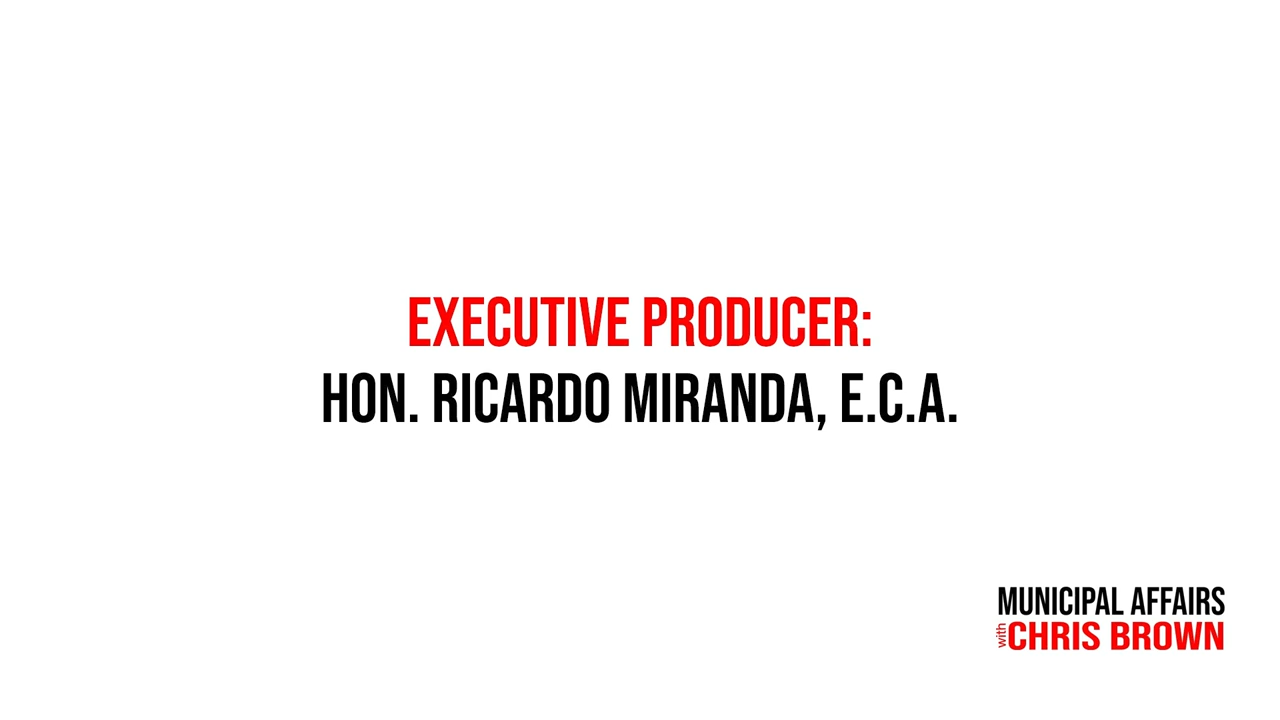 EXECUTIVE PRODUCER:
HON. RICARDO MIRANDA, E.C.A.
MUNICIPAL AFFAIRS
with CHRIS BROWN